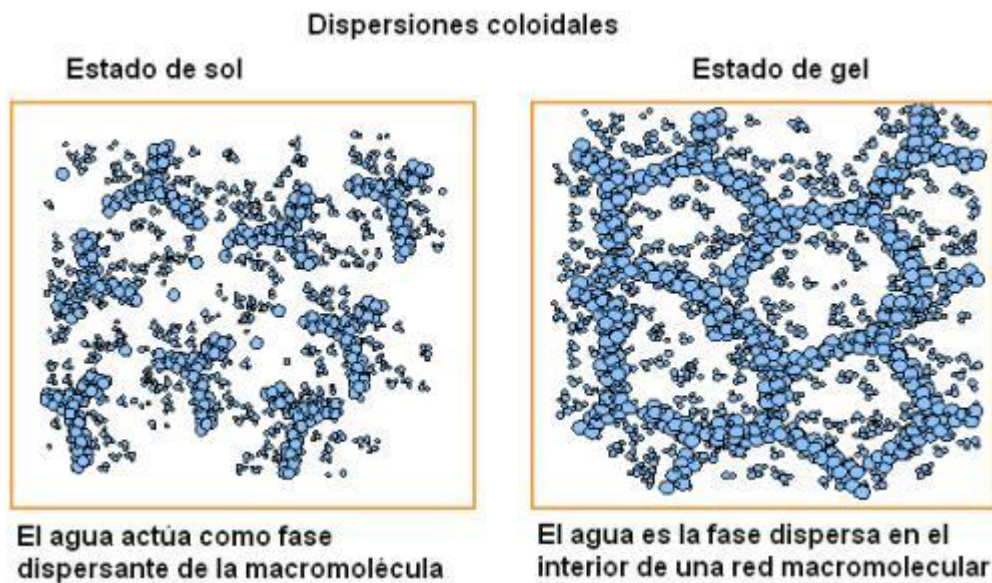 Dispersiones coloidales
Estado de sol
Estado de gel
El agua actúa como fase
dispersante de la macromolécula
El agua es la fase dispersa en el
interior de una red macromolecular